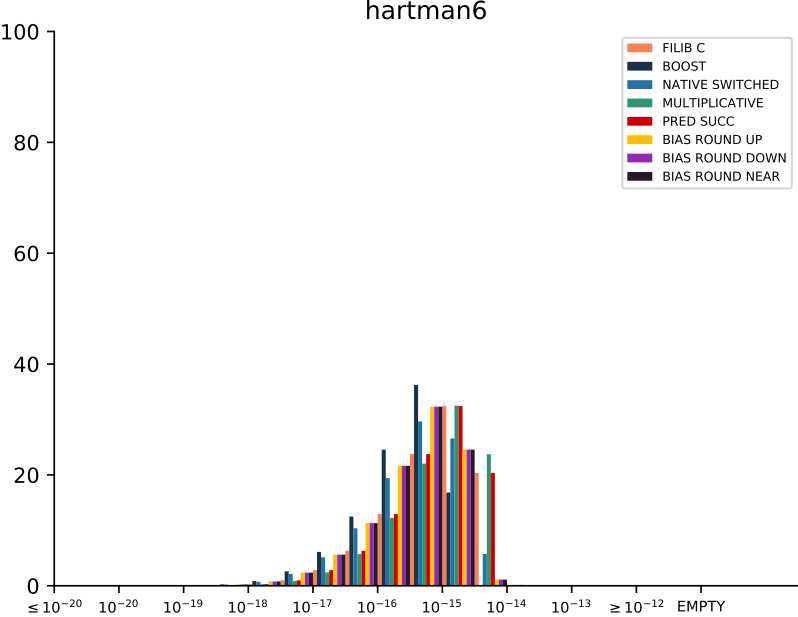 hartman6
100
80
60
40
20
0
FILIB C
BOOST
NATIVE SWITCHED
MULTIPLICATIVE
PRED SUCC
BIAS ROUND UP
BIAS ROUND DOWN
BIAS ROUND NEAR
≤10⁻²⁰ 10⁻²⁰ 10⁻¹⁹ 10⁻¹⁸ 10⁻¹⁷ 10⁻¹⁶ 10⁻¹⁵ 10⁻¹⁴ 10⁻¹³ ≥10⁻¹² EMPTY